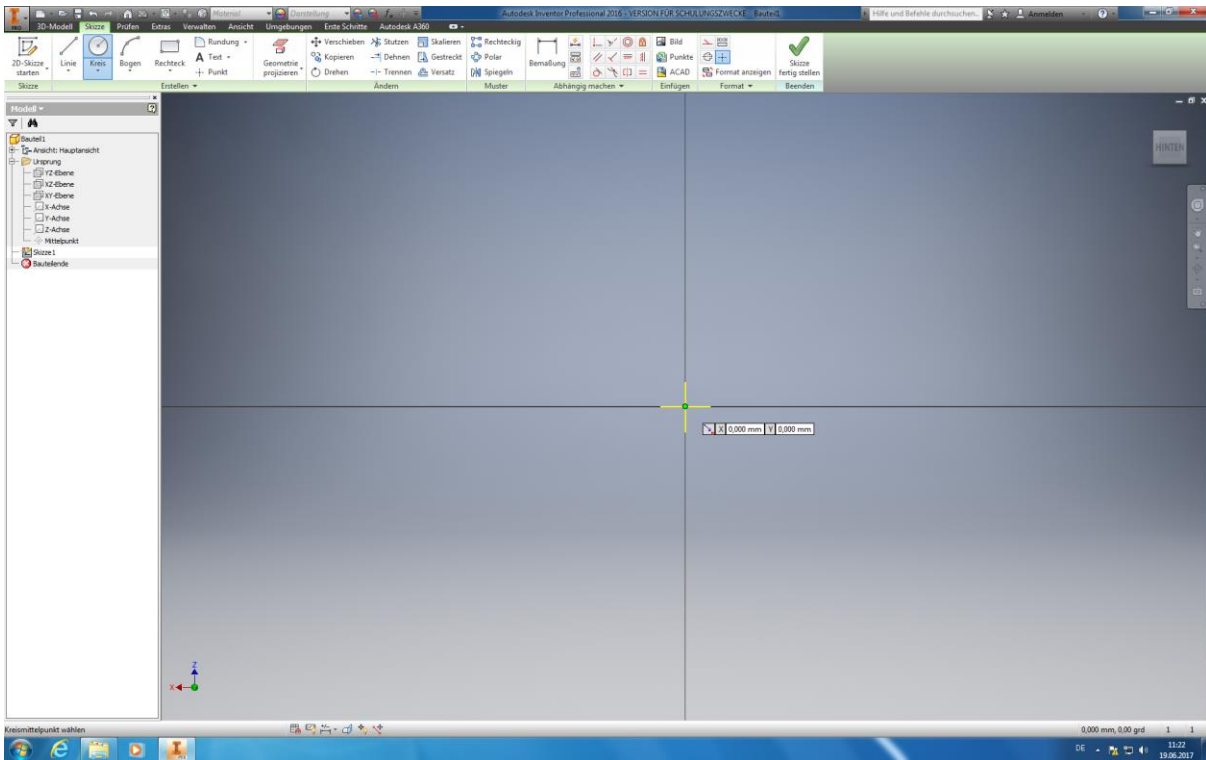 Material Darstellung Autodesk Inventor Professional 2016 - VERSION FÜR SCHULUNGSZWECKE Bauteil1 Hilfe und Befehle durchsuchen... Anmelden
3D-Modell Skizze Prüfen Extras Verwalten Ansicht Umgebungen Erste Schritte Autodesk A360
2D-Skizze starten
Linie
Kreis
Bogen
Rechteck
Rundung
A Text
Punkt
Geometrie projizieren
Verschieben Stutzen Skalieren
Kopieren Dehnen Gestreckt
Drehen Trennen Versatz
Rechteckig
Polar
Spiegeln
Bemaßung
Bild
Punkte
ACAD
Format anzeigen
Skizze fertig stellen
Skizze Erstellen Ändern Muster Abhängig machen Einfügen Format Beenden
Modell
Bauteil1
Ansicht: Hauptansicht
Ursprung
YZ-Ebene
XZ-Ebene
XY-Ebene
X-Achse
Y-Achse
Z-Achse
Mittelpunkt
Skizze1
Bauteilende
HINTEN
X 0,000 mm Y 0,000 mm
Z
X
Kreismittelpunkt wählen 0,000 mm, 0,00 grd 1 1
DE 11:22
19.06.2017